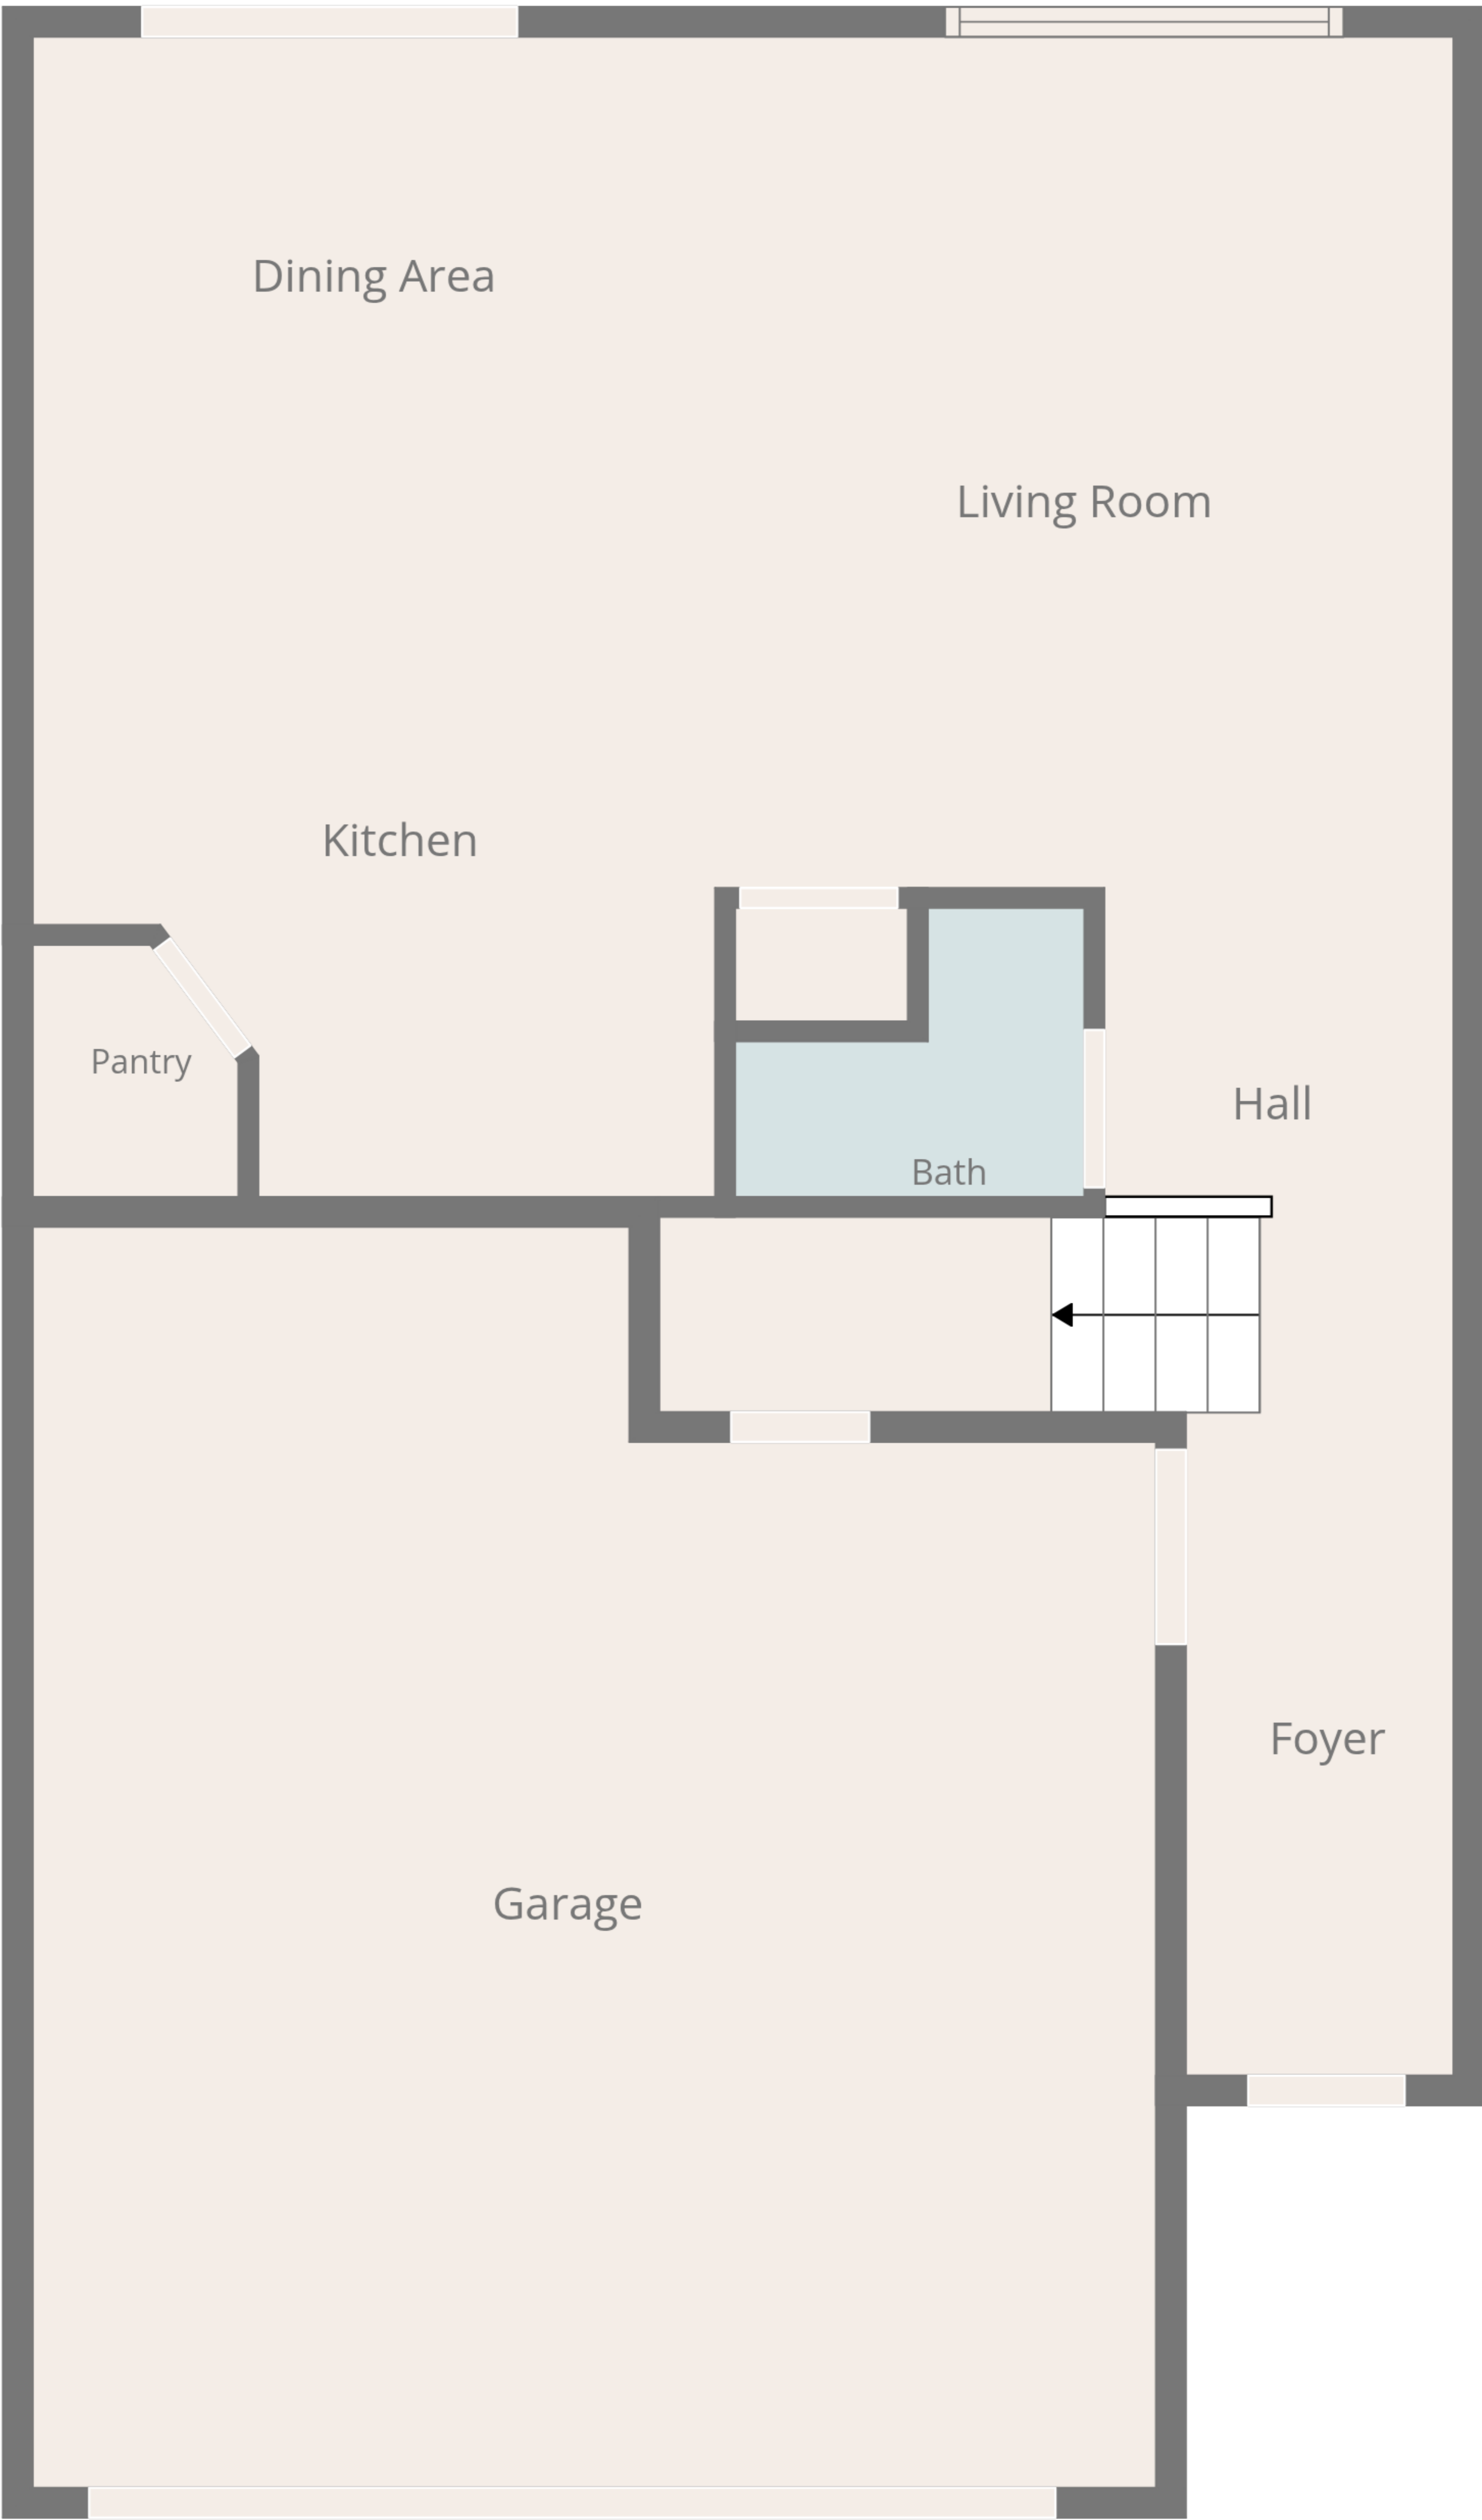 Dining Area
Living Room
Kitchen
Pantry
Hall
Bath
Foyer
Garage